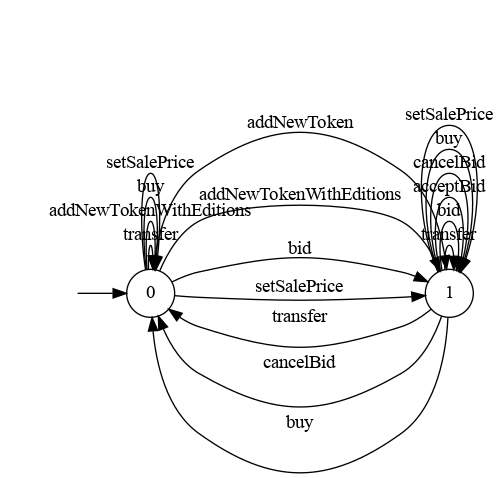 setSalePrice
buy
addNewTokenWithEditions
transfer
0
addNewToken
addNewTokenWithEditions
bid
setSalePrice
transfer
cancelBid
buy
setSalePrice
buy
cancelBid
acceptBid
bid
transfer
1